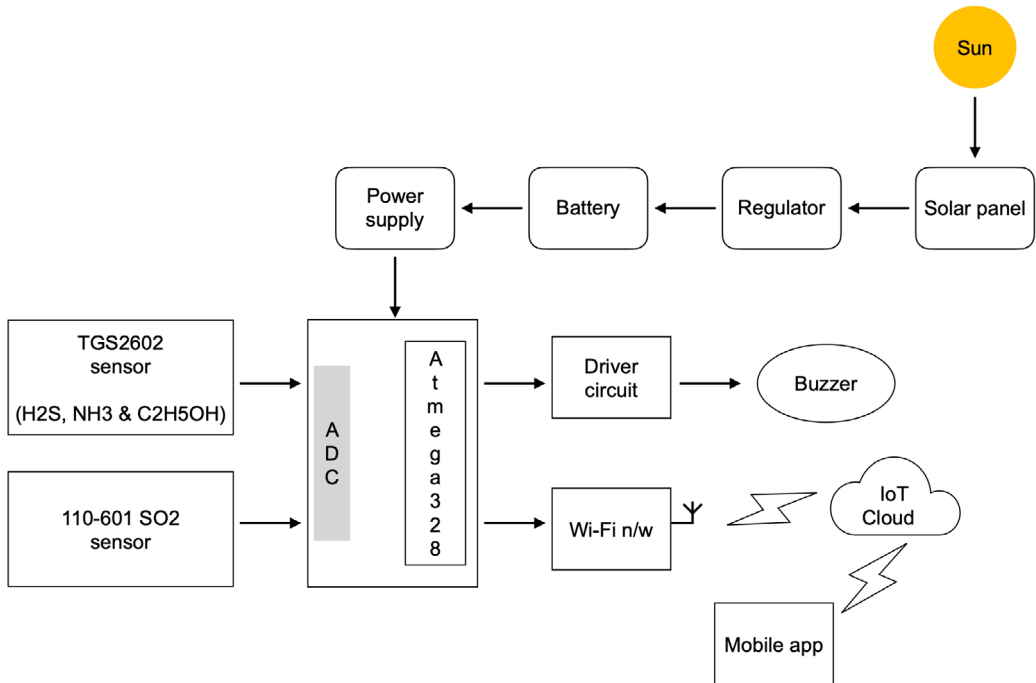 Sun
Power
supply
Battery
Regulator
Solar panel
TGS2602
sensor
(H2S, NH3 & C2H5OH)
A
D
C
A
t
m
e
g
a
3
2
8
Driver
circuit
Buzzer
110-601 SO2
sensor
Wi-Fi n/w
IoT
Cloud
Mobile app